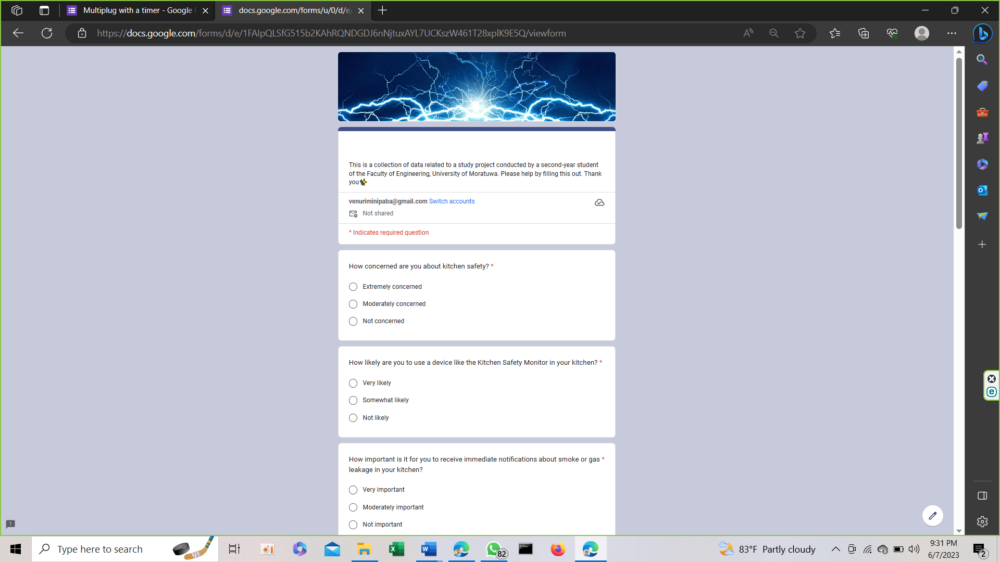 Multiplug with a timer - Google F
docs.google.com/forms/u/0/d/e/
https://docs.google.com/forms/d/e/1FAIpQLSfG515b2KAhRQNDGDJ6nNjtuxAYL7UCKszW461T28xplK9E5Q/viewform
This is a collection of data related to a study project conducted by a second-year student
of the Faculty of Engineering, University of Moratuwa. Please help by filling this out. Thank
you✨
venuriminipaba@gmail.com Switch accounts
Not shared
* Indicates required question
How concerned are you about kitchen safety? *
Extremely concerned
Moderately concerned
Not concerned
How likely are you to use a device like the Kitchen Safety Monitor in your kitchen? *
Very likely
Somewhat likely
Not likely
How important is it for you to receive immediate notifications about smoke or gas *
leakage in your kitchen?
Very important
Moderately important
Not important
Type here to search
82
83°F Partly cloudy
9:31 PM
6/7/2023
2